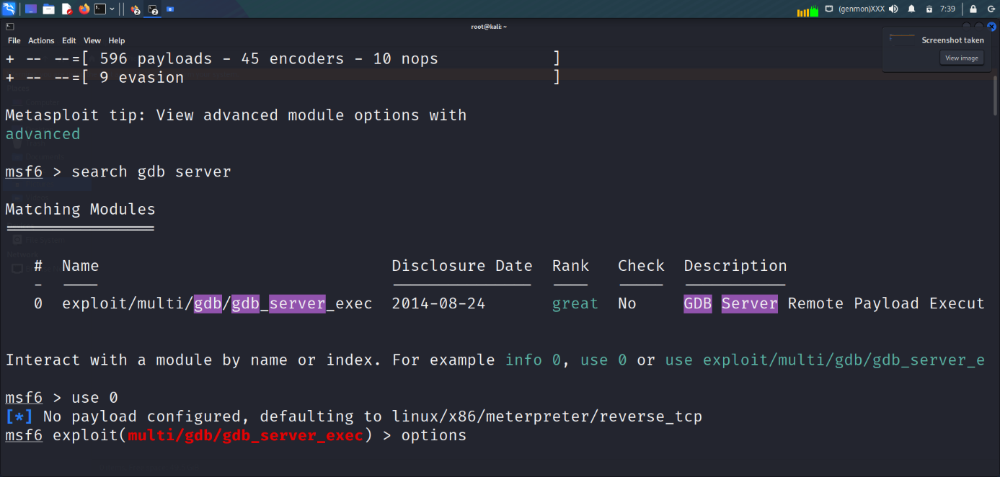 2
2
(genmon)XXX
7:39
root@kali: ~
File Actions Edit View Help
Screenshot taken
View image
+ -- --=[ 596 payloads - 45 encoders - 10 nops ]
+ -- --=[ 9 evasion ]
Metasploit tip: View advanced module options with
advanced
msf6 > search gdb server
Matching Modules
================
# Name Disclosure Date Rank Check Description
- ---- --------------- ---- ----- -----------
0 exploit/multi/gdb/gdb_server_exec 2014-08-24 great No GDB Server Remote Payload Execut
Interact with a module by name or index. For example info 0, use 0 or use exploit/multi/gdb/gdb_server_e
msf6 > use 0
[*] No payload configured, defaulting to linux/x86/meterpreter/reverse_tcp
msf6 exploit(multi/gdb/gdb_server_exec) > options